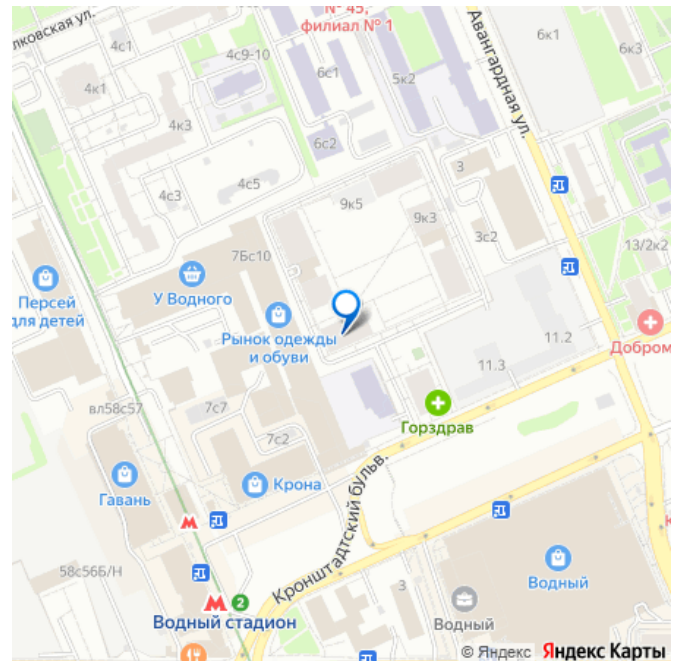 № 45,
филиал № 1
лковская ул.
4с1
4с9-10
6с1
5к2
Авангардная ул.
6к1
6к3
4к1
4к3
6с2
4с3
4с5
3
9к5
9к3
3с2
13/2к2
7Бс10
У Водного
Персей
для детей
Рынок одежды
и обуви
11.2
11.3
Добром
вл58с57
7с7
7с2
Горздрав
Гавань
Крона
Кронштадтский бульв.
58с56Б/Н
3
Водный
2
Водный стадион
Водный
© Яндекс Яндекс Карты